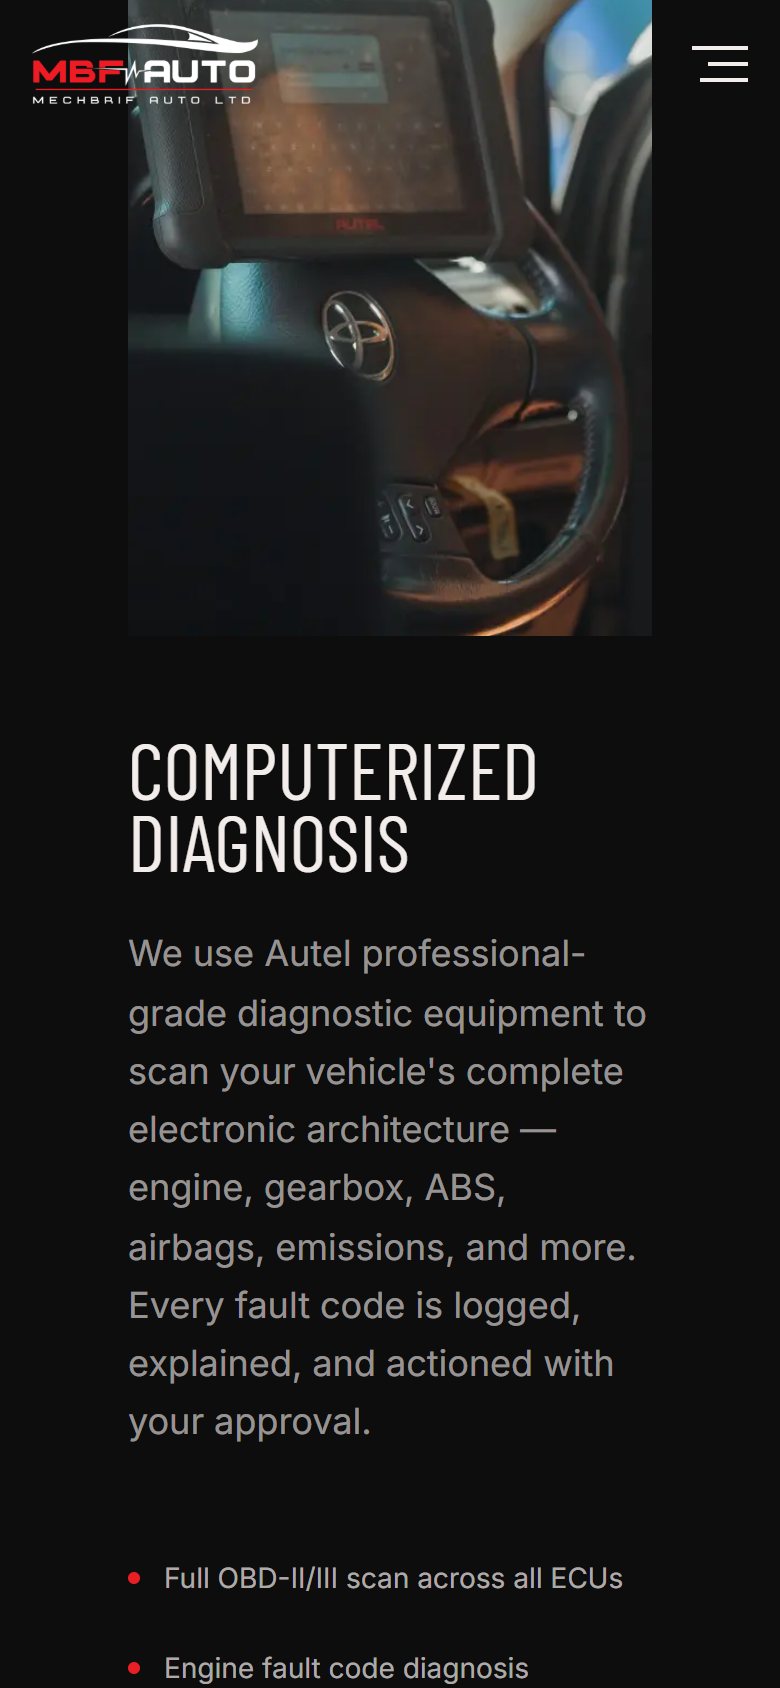 MBF AUTO
MECHBRIF AUTO LTD
AUTEL
COMPUTERIZED
DIAGNOSIS
We use Autel professional-
grade diagnostic equipment to
scan your vehicle's complete
electronic architecture —
engine, gearbox, ABS,
airbags, emissions, and more.
Every fault code is logged,
explained, and actioned with
your approval.
Full OBD-II/III scan across all ECUs
Engine fault code diagnosis